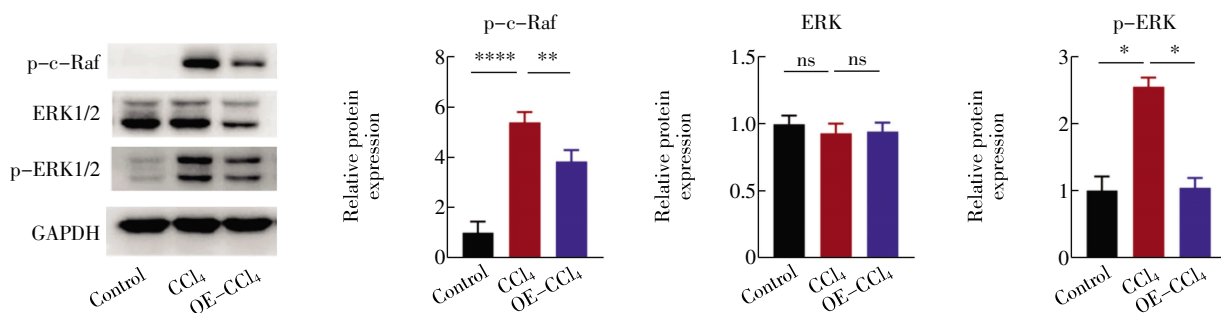 p-c-Raf
ERK1/2
p-ERK1/2
GAPDH
Control
CCl₄
OE-CCl₄
p-c-Raf
Relative protein
expression
8
6
4
2
0
****
**
Control
CCl₄
OE-CCl₄
ERK
Relative protein
expression
1.5
1.0
0.5
0.0
ns
ns
Control
CCl₄
OE-CCl₄
p-ERK
Relative protein
expression
3
2
1
0
*
*
Control
CCl₄
OE-CCl₄